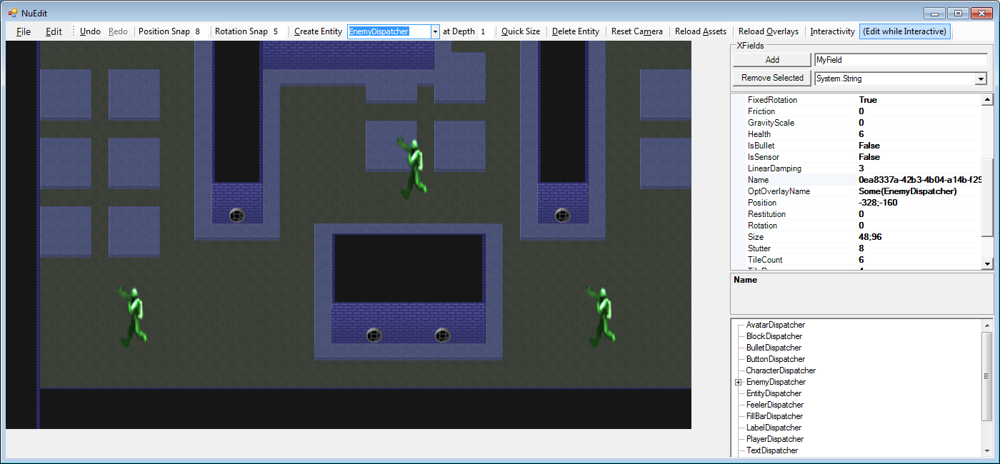 NuEdit
File Edit Undo Redo Position Snap 8 Rotation Snap 5 Create Entity EnemyDispatcher at Depth 1 Quick Size Delete Entity Reset Camera Reload Assets Reload Overlays Interactivity (Edit while Interactive)
XFields
Add MyField
Remove Selected System.String
FixedRotation True
Friction 0
GravityScale 0
Health 6
IsBullet False
IsSensor False
LinearDamping 3
Name 0ea8337a-42b3-4b04-a14b-f29
OptOverlayName Some(EnemyDispatcher)
Position -328;-160
Restitution 0
Rotation 0
Size 48;96
Stutter 8
TileCount 6
Name
AvatarDispatcher
BlockDispatcher
BulletDispatcher
ButtonDispatcher
CharacterDispatcher
EnemyDispatcher
EntityDispatcher
FeelerDispatcher
FillBarDispatcher
LabelDispatcher
PlayerDispatcher
TextDispatcher